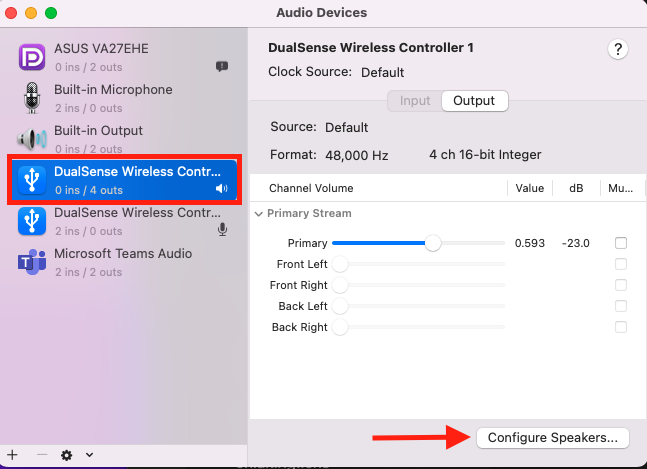 Audio Devices
ASUS VA27EHE
0 ins / 2 outs
Built-in Microphone
2 ins / 0 outs
Built-in Output
0 ins / 2 outs
DualSense Wireless Contr...
0 ins / 4 outs
DualSense Wireless Contr...
2 ins / 0 outs
Microsoft Teams Audio
2 ins / 2 outs
DualSense Wireless Controller 1
?
Clock Source: Default
Input Output
Source: Default
Format: 48,000 Hz 4 ch 16-bit Integer
Channel Volume Value dB Mu...
Primary Stream
Primary 0.593 -23.0
Front Left
Front Right
Back Left
Back Right
Configure Speakers...